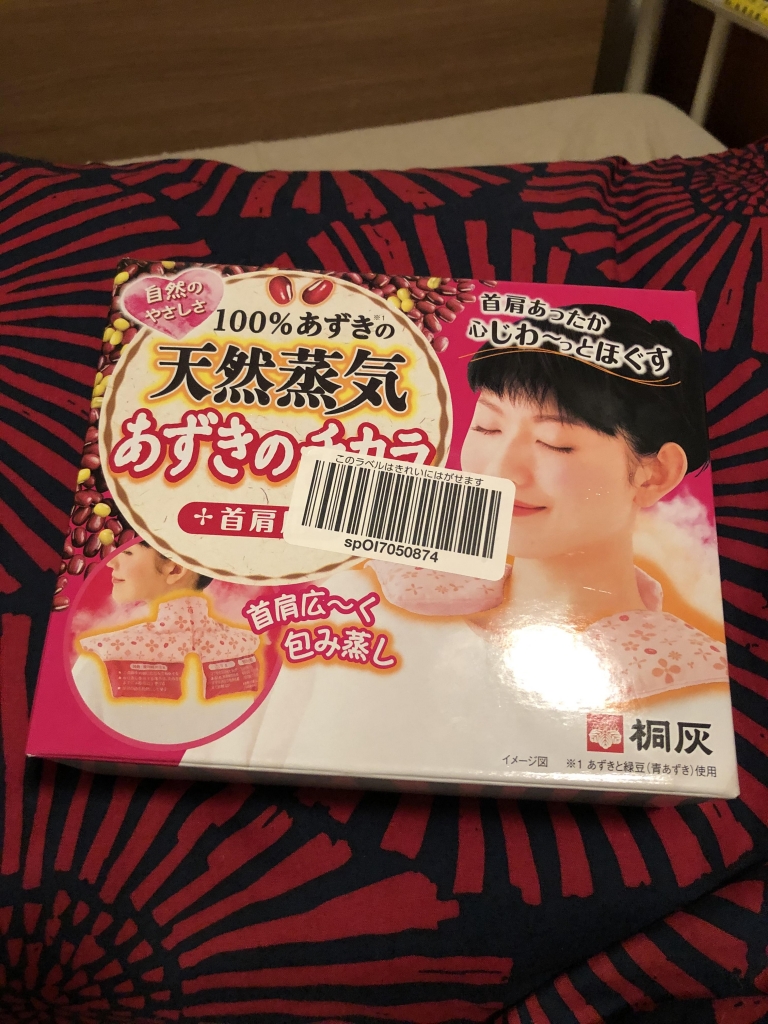 自然の
やさしさ
100%あずきの※1
天然蒸気
あずきのチカラ
首肩
首肩あったか
心じわ〜っとほぐす
このラベルはきれいにはがせます
spOI7050874
首肩広〜く
包み蒸し
桐灰
イメージ図 ※1 あずきと緑豆(青あずき)使用